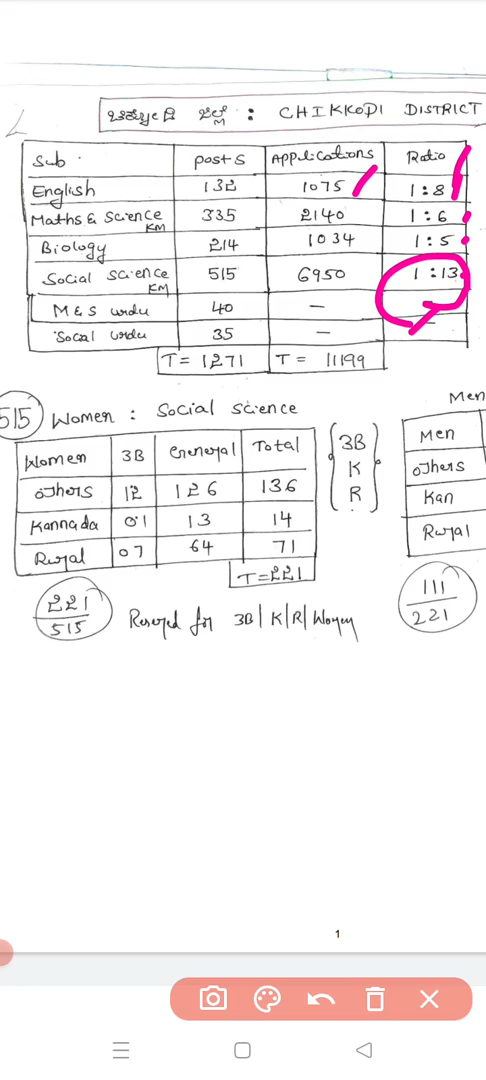 : CHIKKODI DISTRICT
Sub Posts Applications Ratio
English 132 1075 1:8
Maths & Science KM 335 2140 1:6
Biology 214 1034 1:5
Social science KM 515 6950 1:13
M & S urdu 40 —
Social urdu 35 — —
T = 1271 T = 11199
515 Women : Social Science
Women 3B General Total
others 12 126 136
Kannada 01 13 14
Rural 07 64 71
T=221
3B
K
R
Men
Men
others
Kan
Rural
221/515 Reserved for 3B/K/R/Women
111/221
1